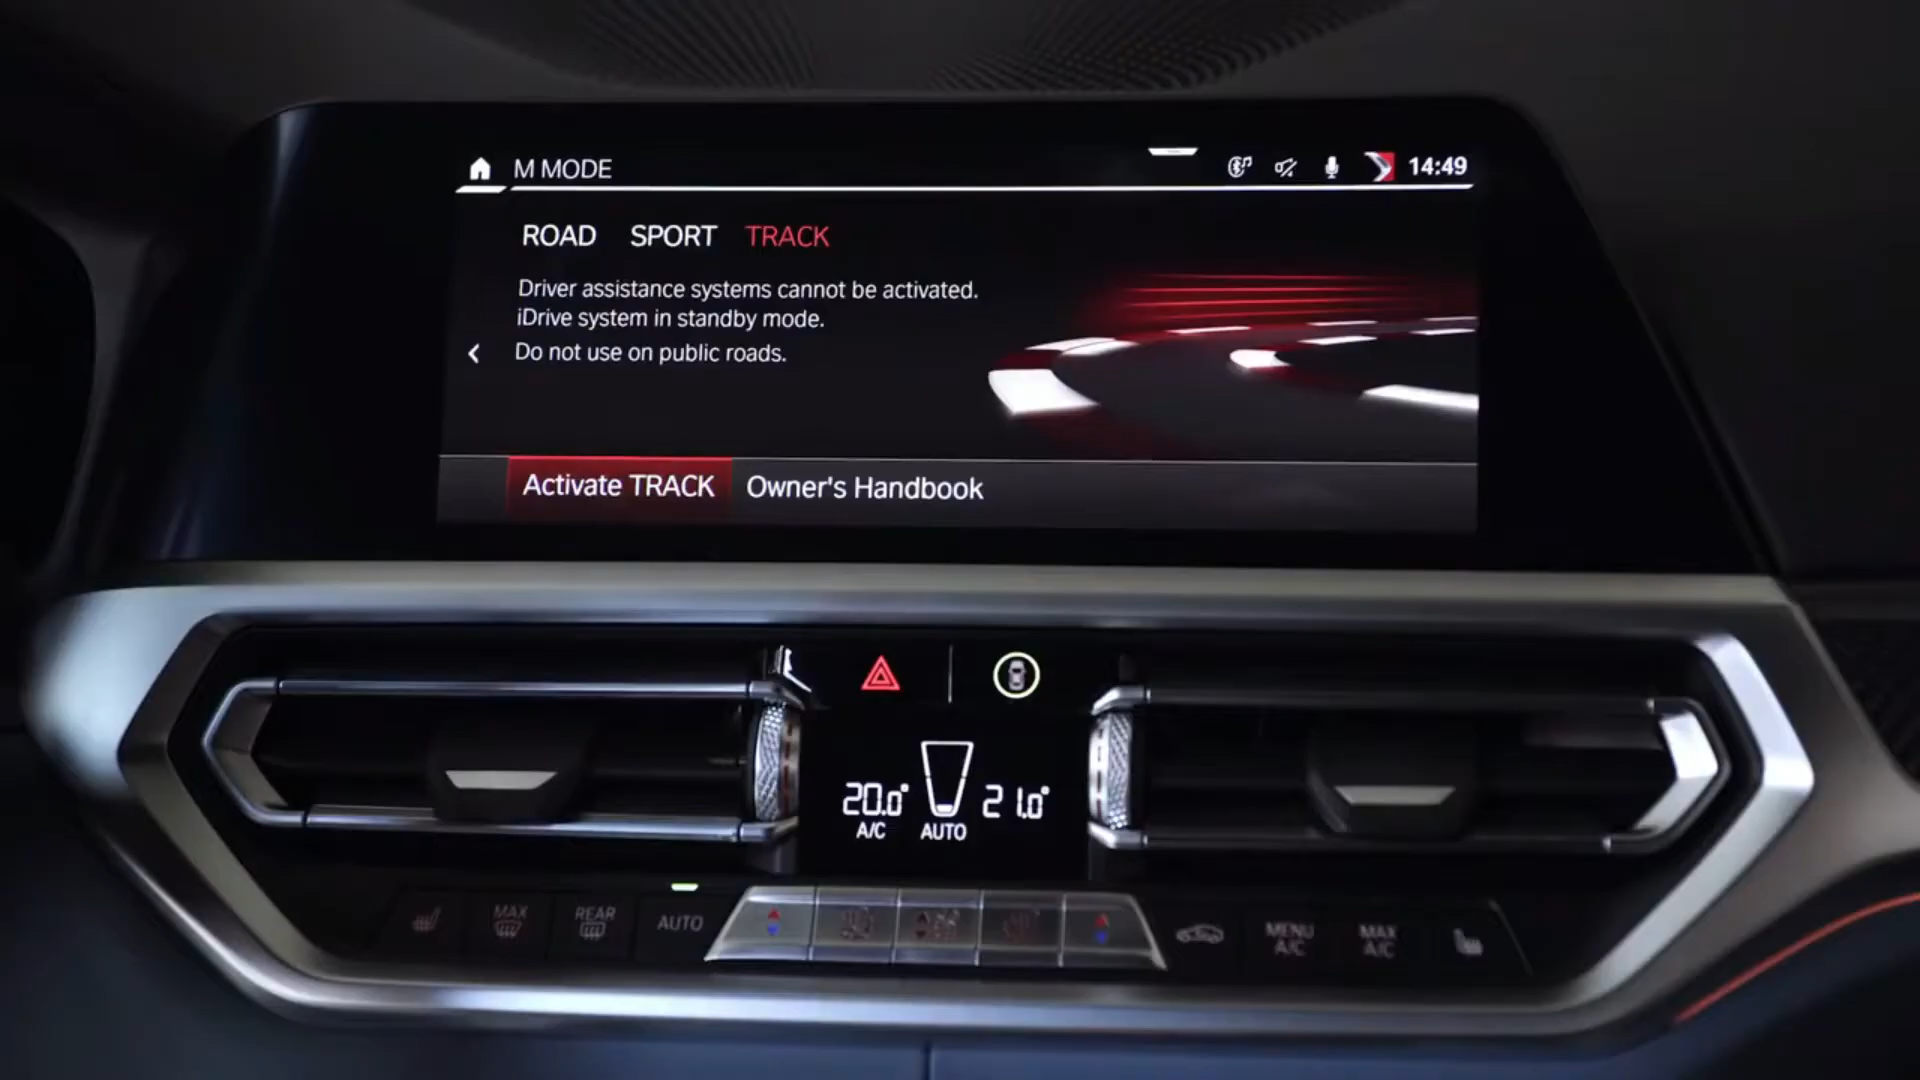 M MODE
14:49
ROAD SPORT TRACK
Driver assistance systems cannot be activated.
iDrive system in standby mode.
Do not use on public roads.
Activate TRACK Owner's Handbook
20.0° 21.0°
A/C AUTO
MAX REAR AUTO MENU A/C MAX A/C